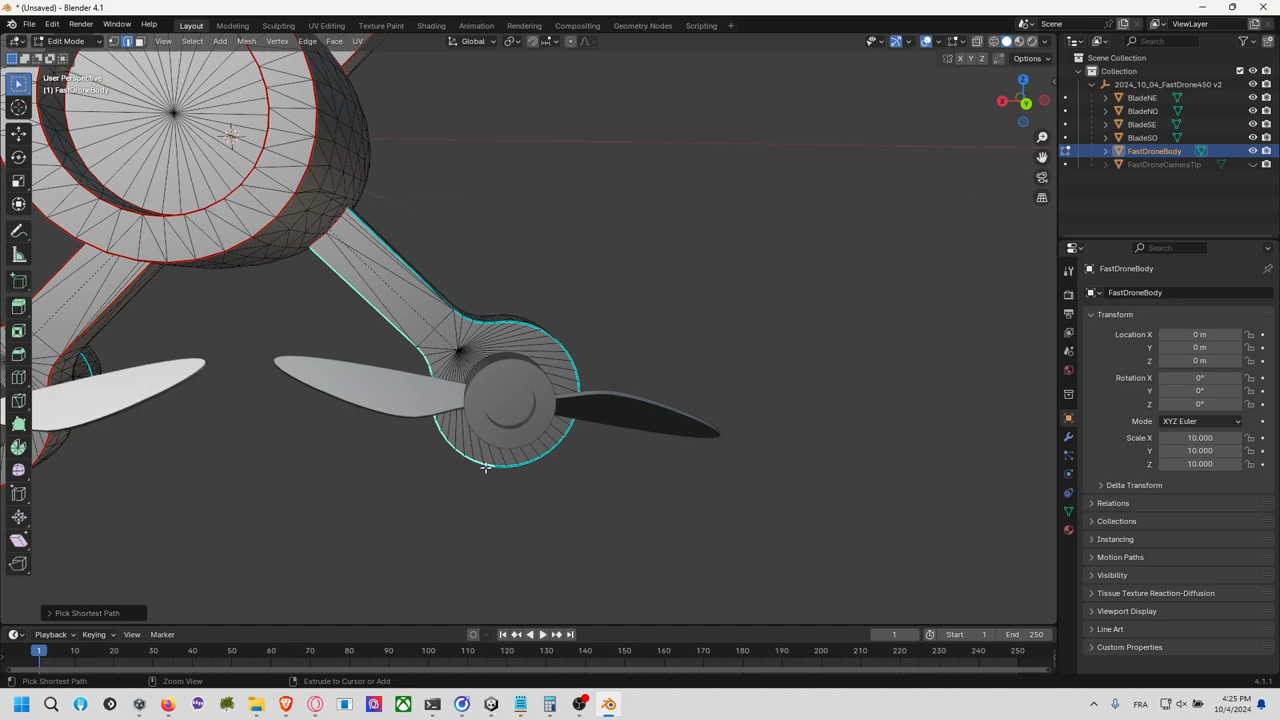 * (Unsaved) - Blender 4.1
File Edit Render Window Help Layout Modeling Sculpting UV Editing Texture Paint Shading Animation Rendering Compositing Geometry Nodes Scripting + Scene ViewLayer
Edit Mode View Select Add Mesh Vertex Edge Face UV Global Search
X Y Z Options
User Perspective
(1) FastDroneBody
Z
X
Y
Scene Collection
Collection
2024_10_04_FastDrone450 v2
BladeNE
BladeNO
BladeSE
BladeSO
FastDroneBody
FastDroneCameraTip
Search
FastDroneBody
FastDroneBody
Transform
Location X 0 m
Y 0 m
Z 0 m
Rotation X 0°
Y 0°
Z 0°
Mode XYZ Euler
Scale X 10.000
Y 10.000
Z 10.000
Delta Transform
Relations
Collections
Instancing
Motion Paths
Visibility
Tissue Texture Reaction-Diffusion
Viewport Display
Line Art
Custom Properties
Pick Shortest Path
Playback Keying View Marker 1 Start 1 End 250
1 10 20 30 40 50 60 70 80 90 100 110 120 130 140 150 160 170 180 190 200 210 220 230 240 250
Pick Shortest Path Zoom View Extrude to Cursor or Add 4.1.1
FRA 4:25 PM
10/4/2024